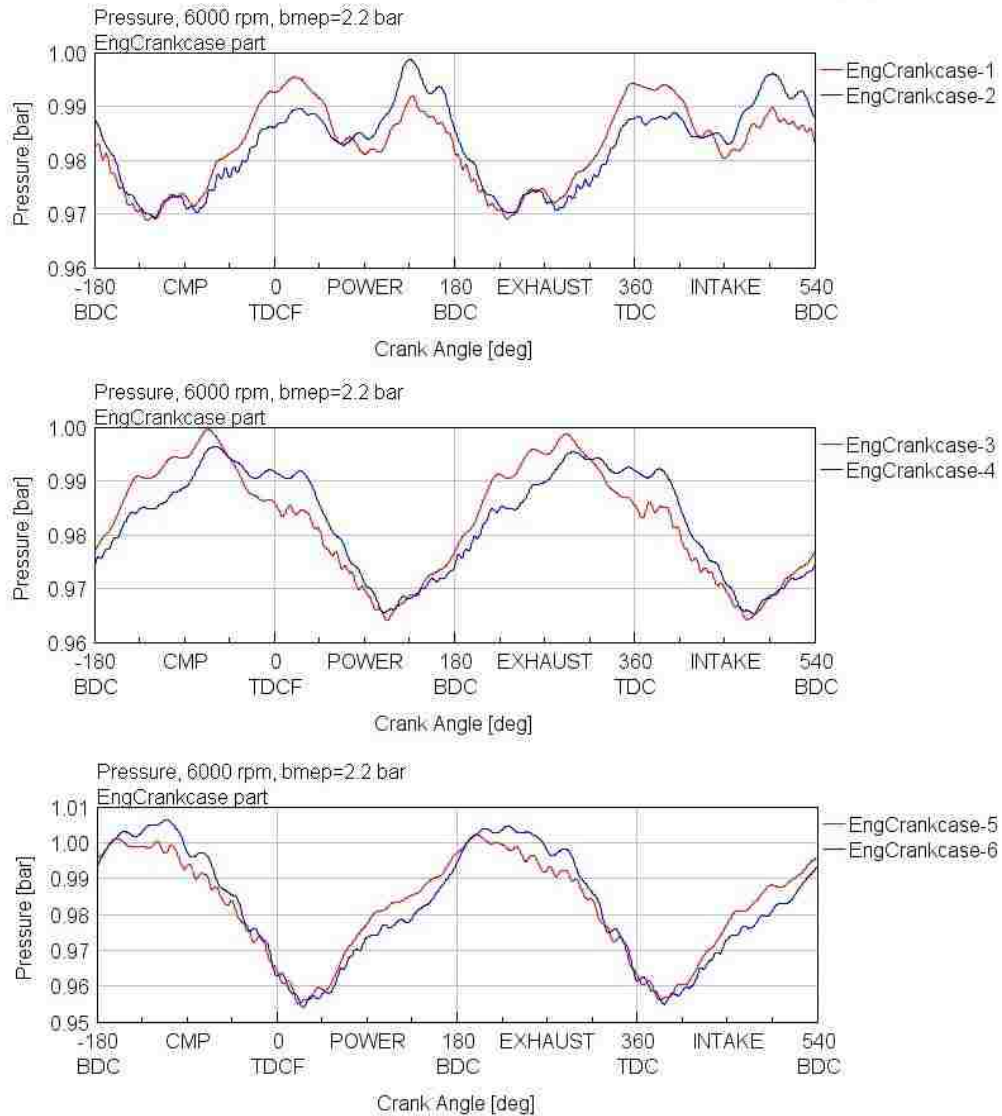 Pressure, 6000 rpm, bmep=2.2 bar
EngCrankcase part
1.00
0.99
0.98
0.97
0.96
Pressure [bar]
EngCrankcase-1
EngCrankcase-2
-180 CMP 0 POWER 180 EXHAUST 360 INTAKE 540
BDC TDCF BDC TDC BDC
Crank Angle [deg]
Pressure, 6000 rpm, bmep=2.2 bar
EngCrankcase part
1.00
0.99
0.98
0.97
0.96
Pressure [bar]
EngCrankcase-3
EngCrankcase-4
-180 CMP 0 POWER 180 EXHAUST 360 INTAKE 540
BDC TDCF BDC TDC BDC
Crank Angle [deg]
Pressure, 6000 rpm, bmep=2.2 bar
EngCrankcase part
1.01
1.00
0.99
0.98
0.97
0.96
0.95
Pressure [bar]
EngCrankcase-5
EngCrankcase-6
-180 CMP 0 POWER 180 EXHAUST 360 INTAKE 540
BDC TDCF BDC TDC BDC
Crank Angle [deg]